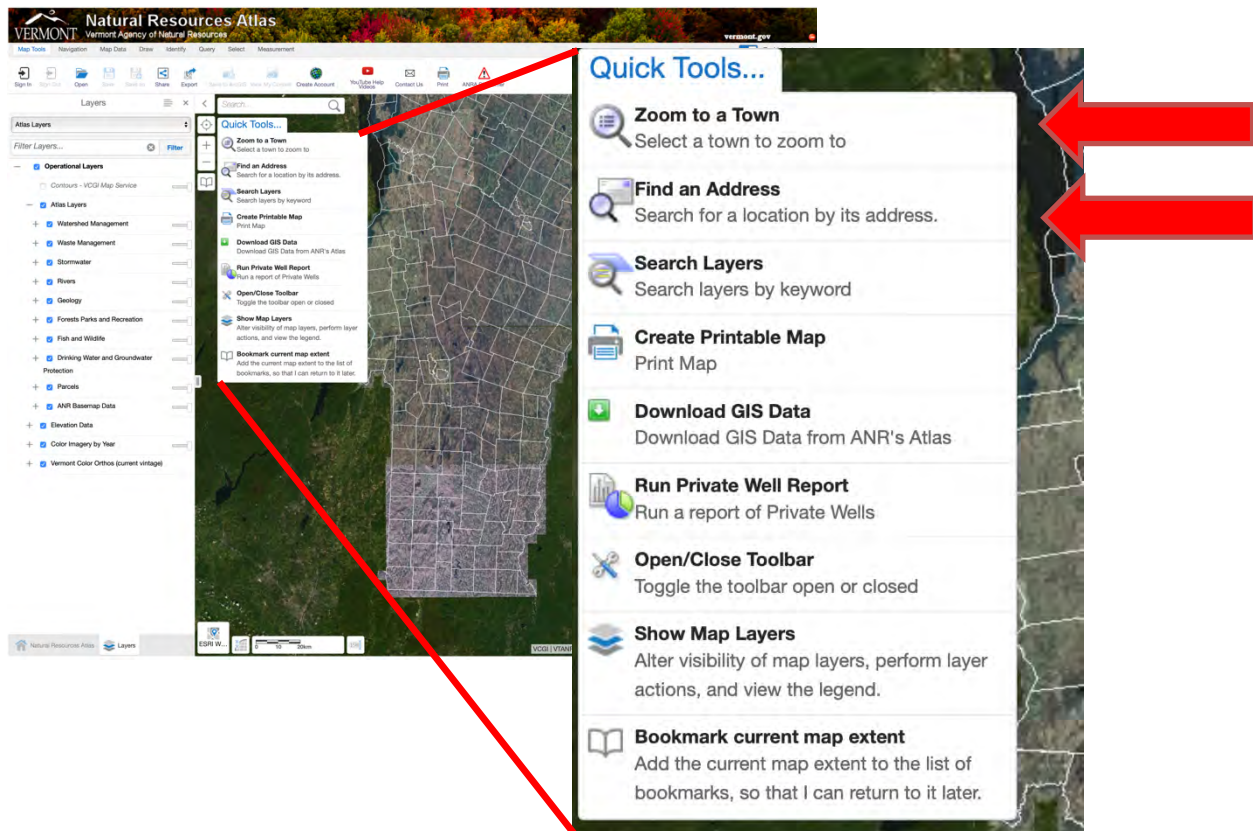 Natural Resources Atlas
VERMONT Vermont Agency of Natural Resources
vermont.gov
Map Tools Navigation Map Data Draw Identify Query Select Measurement
Sign In Sign Out Open Save Save As Share Export Create Account YouTube Help Videos Contact Us Print
Layers
Atlas Layers
Filter Layers... Filter
Operational Layers
Contours - VCGI Map Service
Atlas Layers
Watershed Management
Waste Management
Stormwater
Rivers
Geology
Forests Parks and Recreation
Fish and Wildlife
Drinking Water and Groundwater
Protection
Parcels
ANR Basemap Data
Elevation Data
Color Imagery by Year
Vermont Color Orthos (current vintage)
Natural Resources Atlas Layers
Search...
Quick Tools...
Zoom to a Town
Select a town to zoom to
Find an Address
Search for a location by its address.
Search Layers
Search layers by keyword
Create Printable Map
Print Map
Download GIS Data
Download GIS Data from ANR's Atlas
Run Private Well Report
Run a report of Private Wells
Open/Close Toolbar
Toggle the toolbar open or closed
Show Map Layers
Alter visibility of map layers, perform layer
actions, and view the legend.
Bookmark current map extent
Add the current map extent to the list of
bookmarks, so that I can return to it later.
ESRI W...
0 10 20km
VCGI | VTANR
Quick Tools...
Zoom to a Town
Select a town to zoom to
Find an Address
Search for a location by its address.
Search Layers
Search layers by keyword
Create Printable Map
Print Map
Download GIS Data
Download GIS Data from ANR's Atlas
Run Private Well Report
Run a report of Private Wells
Open/Close Toolbar
Toggle the toolbar open or closed
Show Map Layers
Alter visibility of map layers, perform layer
actions, and view the legend.
Bookmark current map extent
Add the current map extent to the list of
bookmarks, so that I can return to it later.